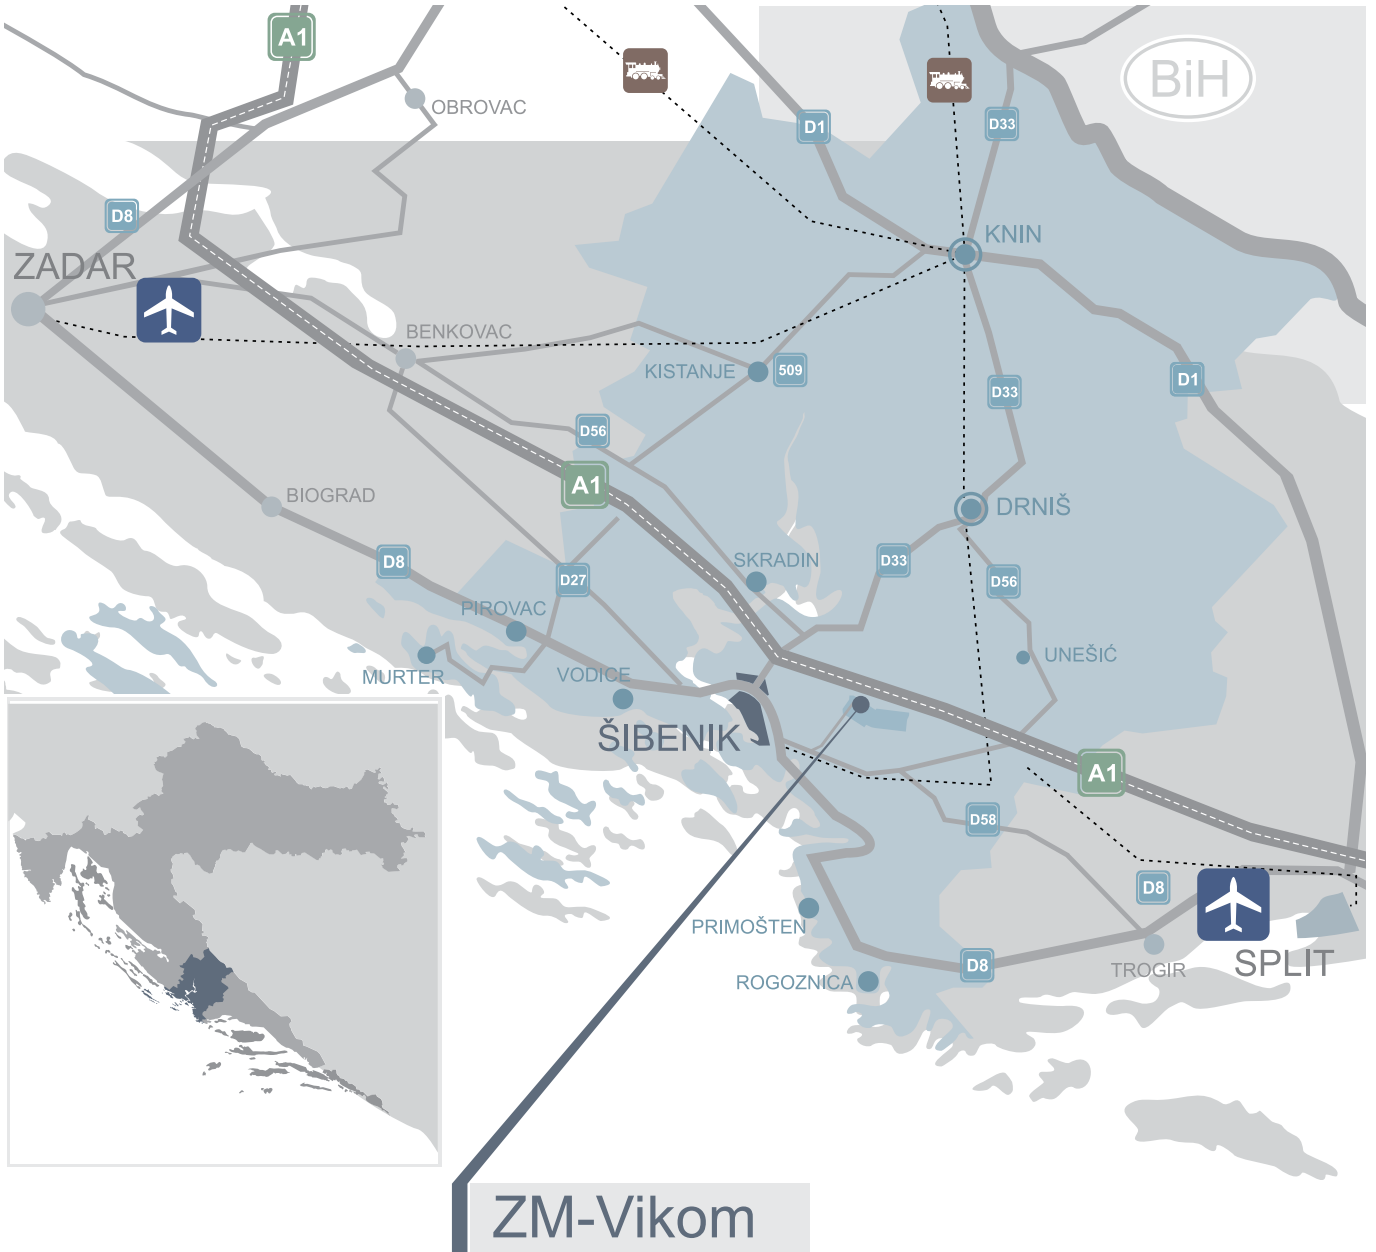 A1
BiH
OBROVAC
D1
D33
D8
KNIN
ZADAR
BENKOVAC
KISTANJE
509
D1
D33
D56
A1
BIOGRAD
DRNIŠ
D8
SKRADIN
D33
D27
D56
PIROVAC
UNEŠIĆ
MURTER
VODICE
ŠIBENIK
A1
D58
D8
PRIMOŠTEN
D8
TROGIR
SPLIT
ROGOZNICA
ZM-Vikom